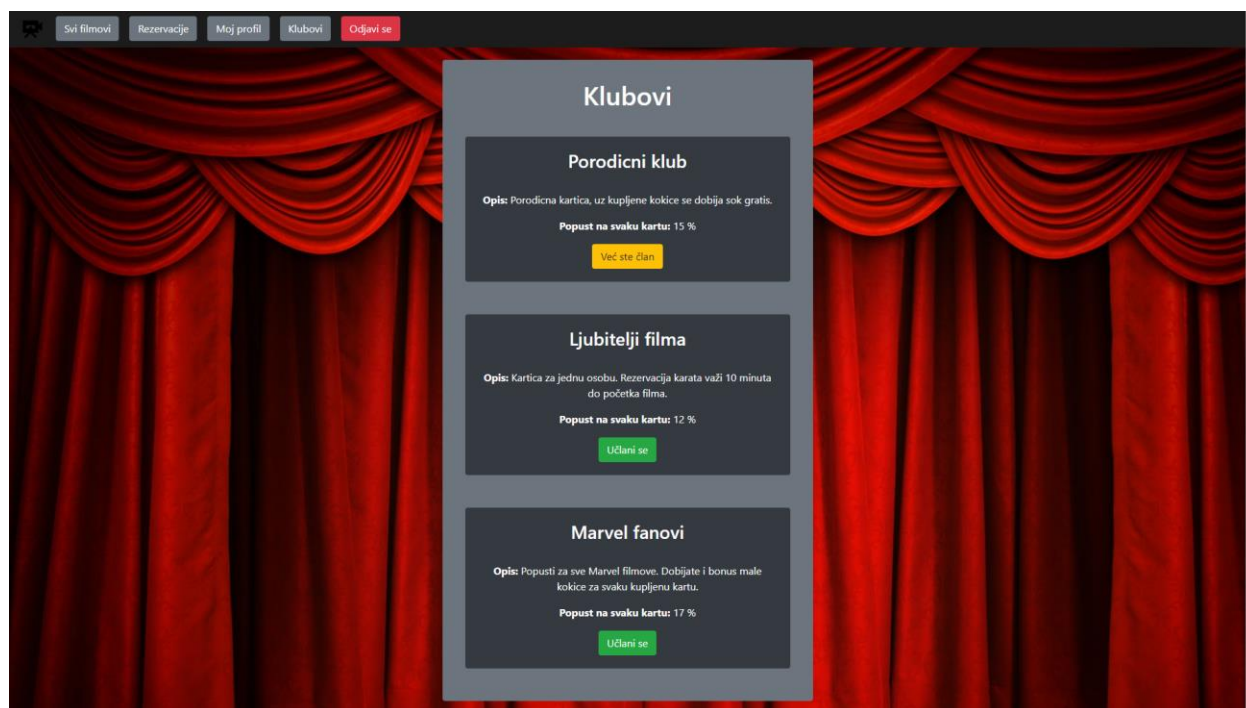 Svi filmovi Rezervacije Moj profil Klubovi Odjavi se
Klubovi
Porodicni klub
Opis: Porodicna kartica, uz kupljene kokice se dobija sok gratis.
Popust na svaku kartu: 15 %
Već ste član
Ljubitelji filma
Opis: Kartica za jednu osobu. Rezervacija karata važi 10 minuta
do početka filma.
Popust na svaku kartu: 12 %
Učlani se
Marvel fanovi
Opis: Popusti za sve Marvel filmove. Dobijate i bonus male
kokice za svaku kupljenu kartu.
Popust na svaku kartu: 17 %
Učlani se